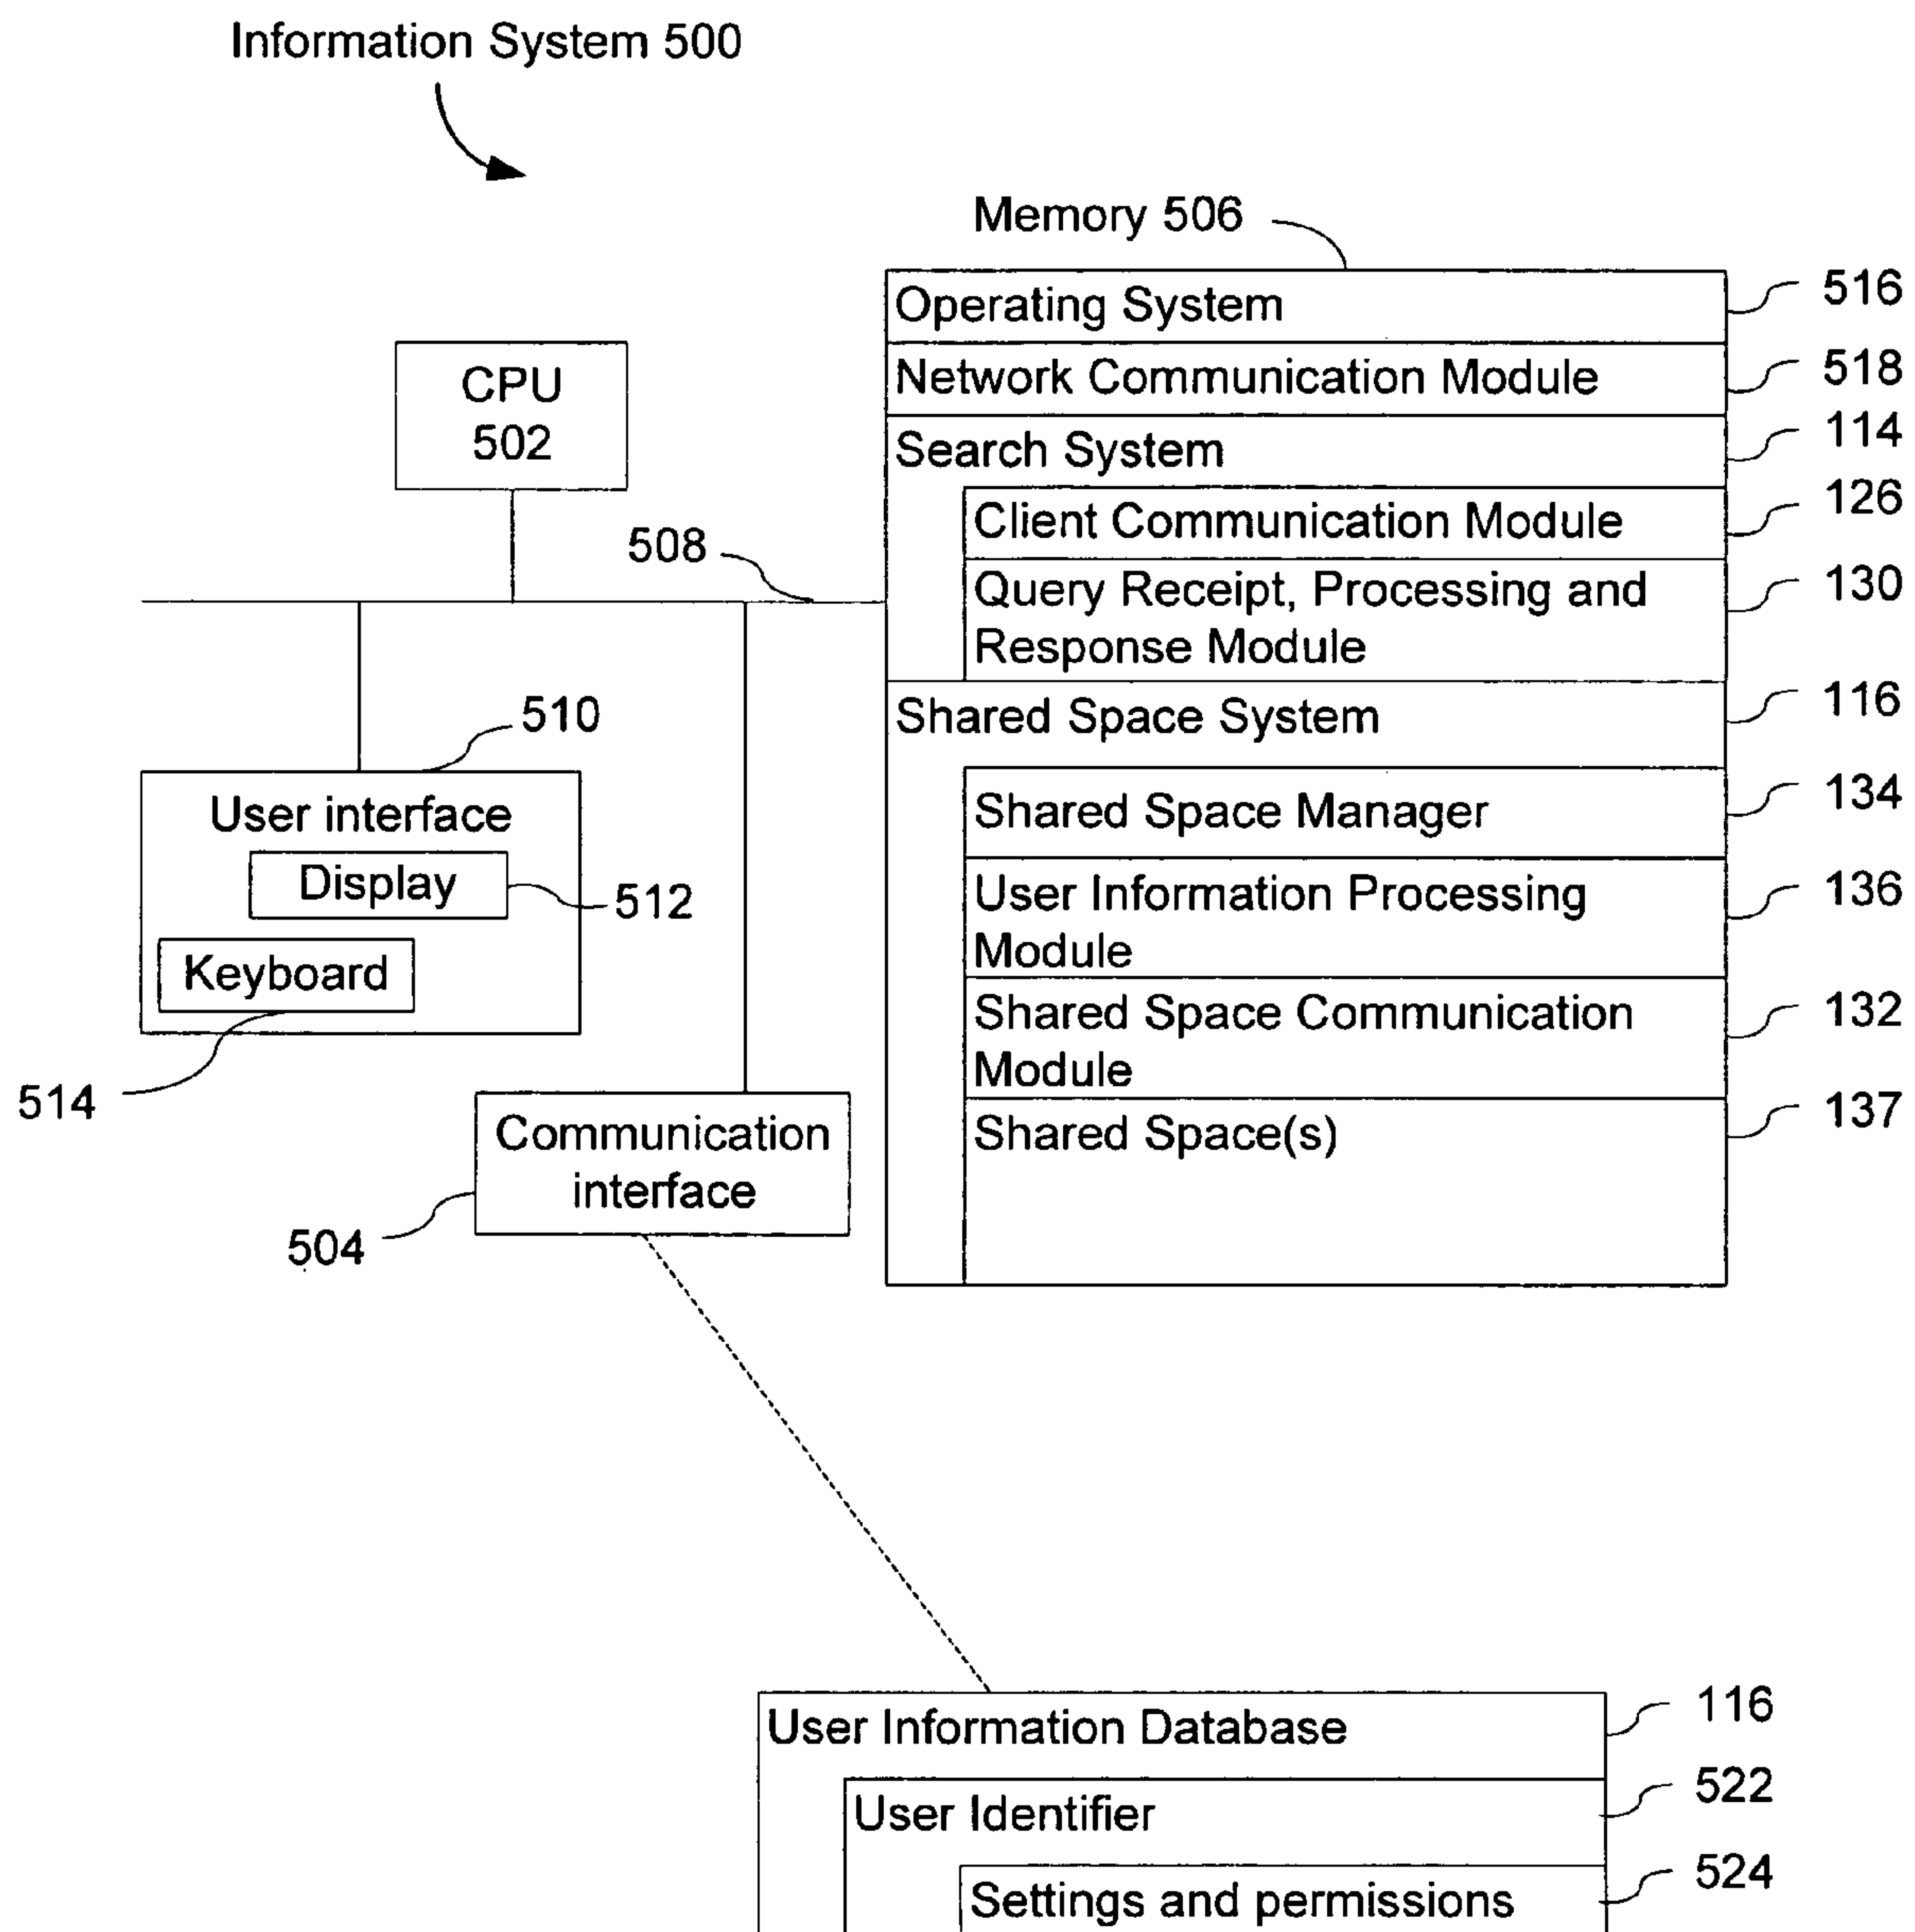 Information System 500
Memory 506
Operating System
516
Network Communication Module
518
Search System
114
Client Communication Module
126
Query Receipt, Processing and
Response Module
130
Shared Space System
116
Shared Space Manager
134
User Information Processing
Module
136
Shared Space Communication
Module
132
Shared Space(s)
137
CPU
502
508
510
User interface
Display
512
Keyboard
514
Communication
interface
504
User Information Database
116
User Identifier
522
Settings and permissions
524